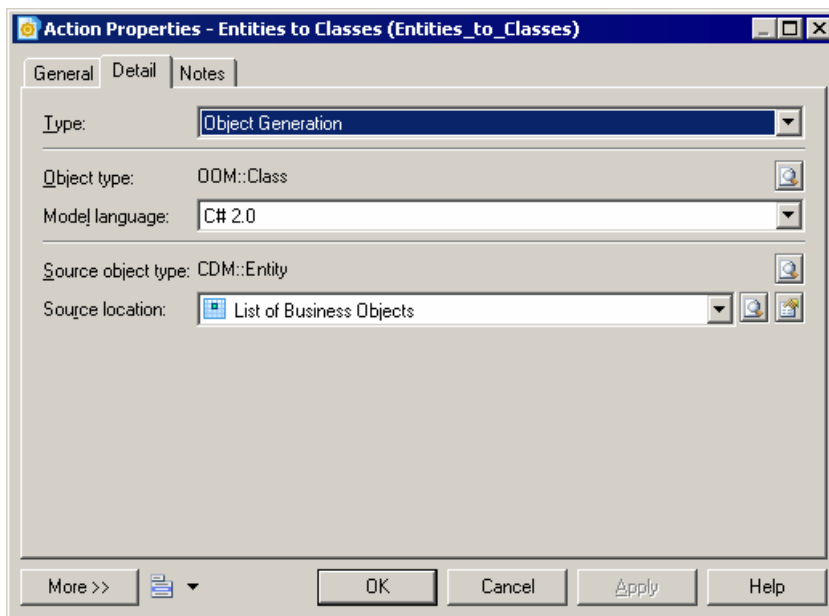 Action Properties - Entities to Classes (Entities_to_Classes)
General Detail Notes
Type: Object Generation
Object type: OOM::Class
Model language: C# 2.0
Source object type: CDM::Entity
Source location: List of Business Objects
More >> OK Cancel Apply Help